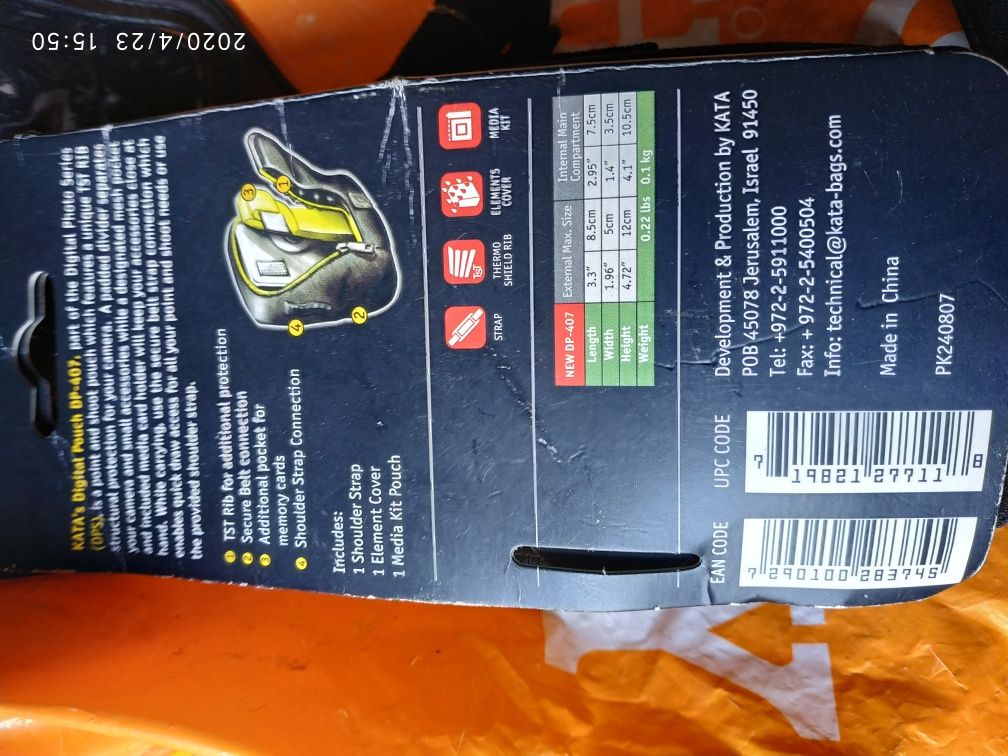 2020/4/23 15:50
KATA's Digital Pouch DP-407, part of the Digital Photo Series
(DPS), is a point and shoot pouch which features a unique TST RIB
structural protection for your camera. A padded divider separates
your camera and small accessories while a designated mesh pocket
and included media card holder will keep your accessories close at
hand. While carrying, use the secure belt strap connection which
enables quick draw access for all your point and shoot needs or use
the provided shoulder strap.
1 TST Rib for additional protection
2 Secure Belt connection
3 Additional pocket for
memory cards
4 Shoulder Strap Connection
Includes:
1 Shoulder Strap
1 Element Cover
1 Media Kit Pouch
4
2
3
1
STRAP
TST
THERMO
SHIELD RIB
ELEMENTS
COVER
MEDIA
KIT
NEW DP-407 External Max. Size Internal Main Compartment
Length 3.3" 8.5cm 2.95" 7.5cm
Width 1.96" 5cm 1.4" 3.5cm
Height 4.72" 12cm 4.1" 10.5cm
Weight 0.22 lbs 0.1 kg
Development & Production by KATA
POB 45078 Jerusalem, Israel 91450
Tel: +972-2-5911000
Fax: + 972-2-5400504
Info: technical@kata-bags.com
Made in China
PK240807
EAN CODE
7290100 283745
UPC CODE
7 19821 27711 8